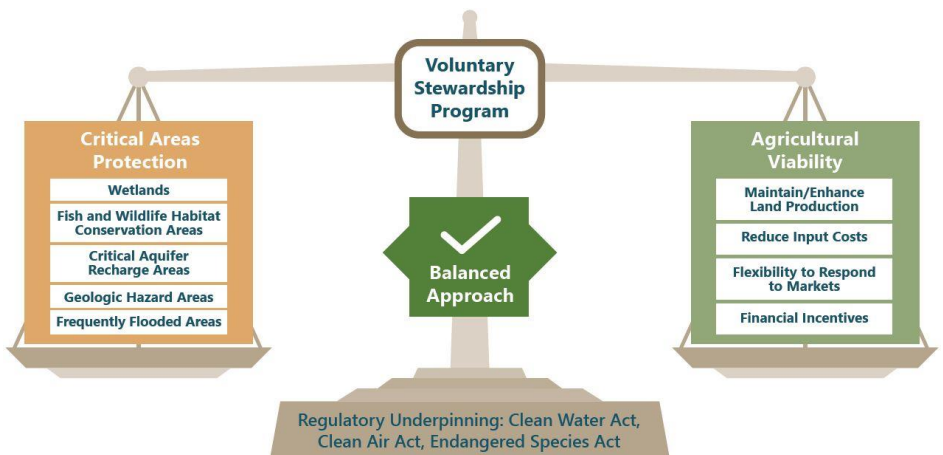 Voluntary
Stewardship
Program
Critical Areas
Protection
Wetlands
Fish and Wildlife Habitat
Conservation Areas
Critical Aquifer
Recharge Areas
Geologic Hazard Areas
Frequently Flooded Areas
Balanced
Approach
Agricultural
Viability
Maintain/Enhance
Land Production
Reduce Input Costs
Flexibility to Respond
to Markets
Financial Incentives
Regulatory Underpinning: Clean Water Act,
Clean Air Act, Endangered Species Act